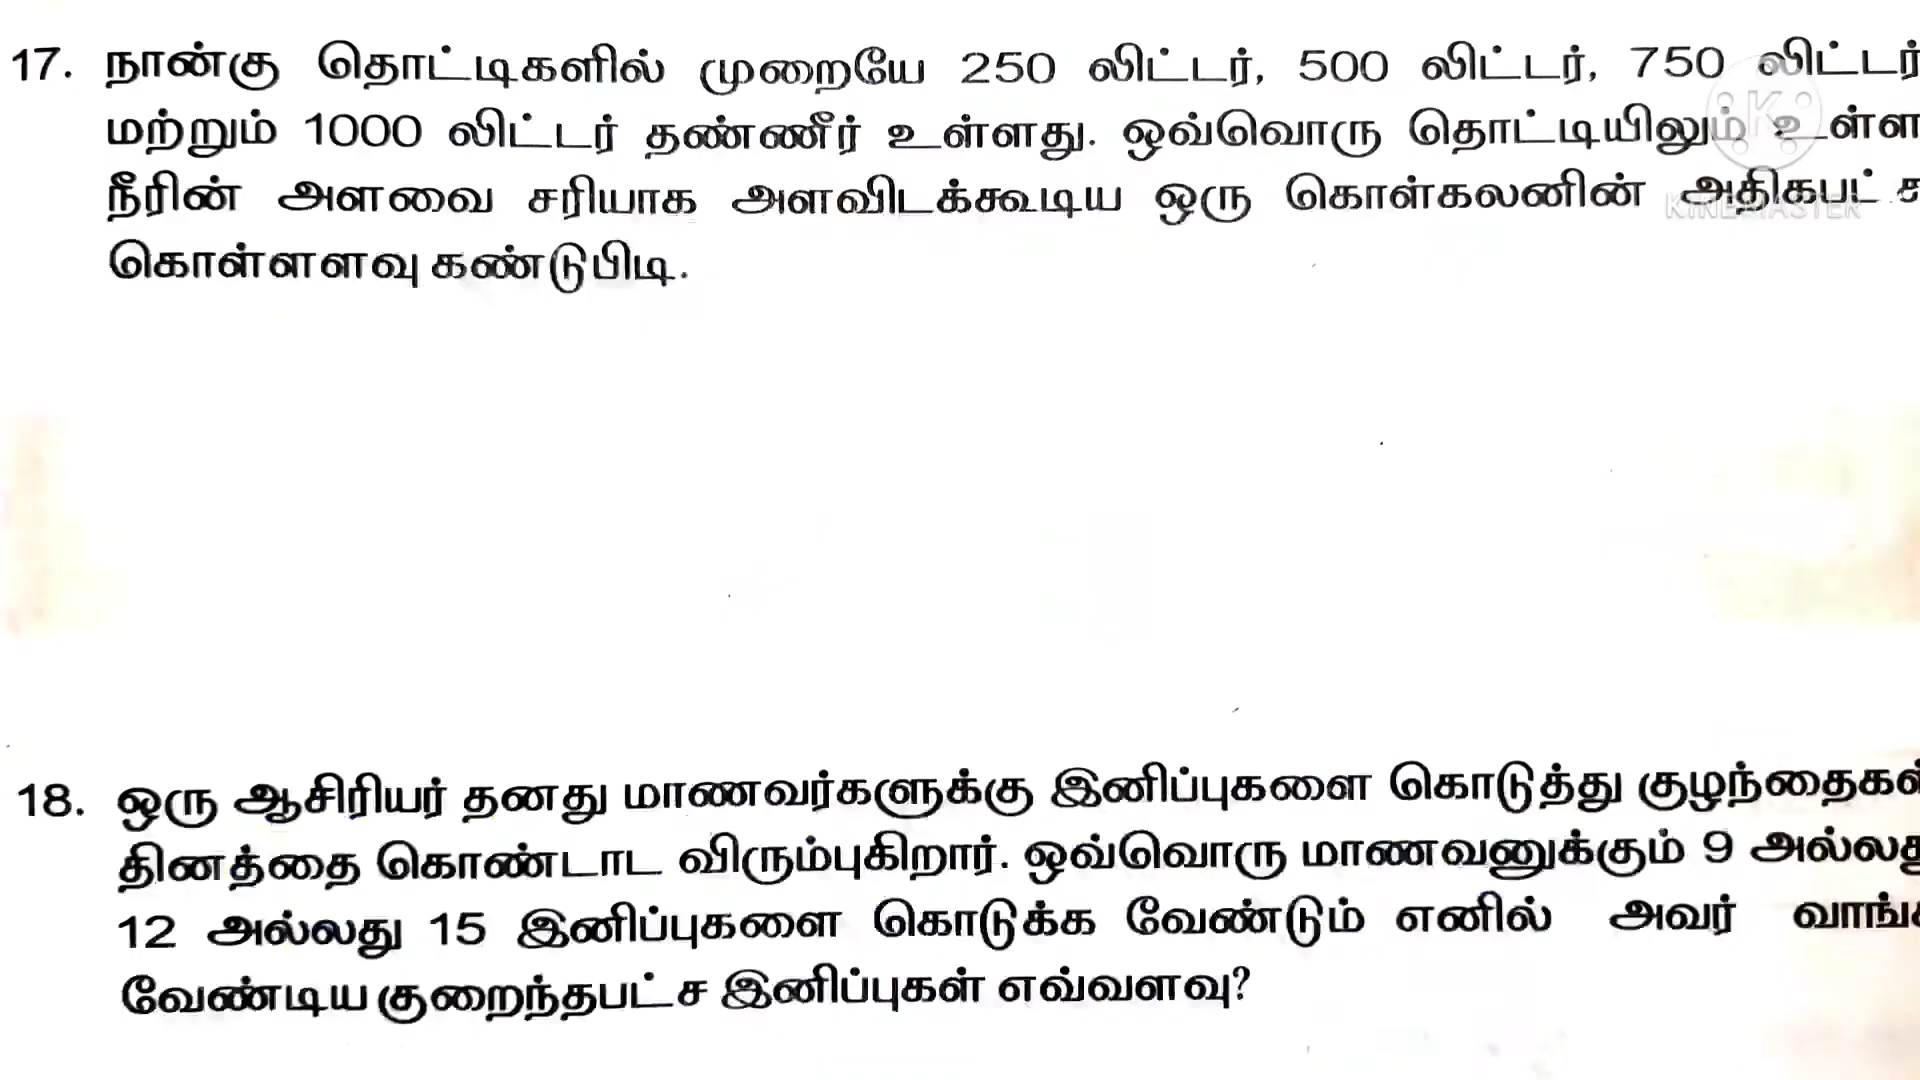 17. நான்கு தொட்டிகளில் முறையே 250 லிட்டர், 500 லிட்டர், 750 லிட்டர்
மற்றும் 1000 லிட்டர் தண்ணீர் உள்ளது. ஒவ்வொரு தொட்டியிலும் உள்ள
நீரின் அளவை சரியாக அளவிடக்கூடிய ஒரு கொள்கலனின் அதிகபட்ச
கொள்ளளவு கண்டுபிடி.
KINEMASTER
18. ஒரு ஆசிரியர் தனது மாணவர்களுக்கு இனிப்புகளை கொடுத்து குழந்தைகள்
தினத்தை கொண்டாட விரும்புகிறார். ஒவ்வொரு மாணவனுக்கும் 9 அல்லது
12 அல்லது 15 இனிப்புகளை கொடுக்க வேண்டும் எனில் அவர் வாங்க
வேண்டிய குறைந்தபட்ச இனிப்புகள் எவ்வளவு?